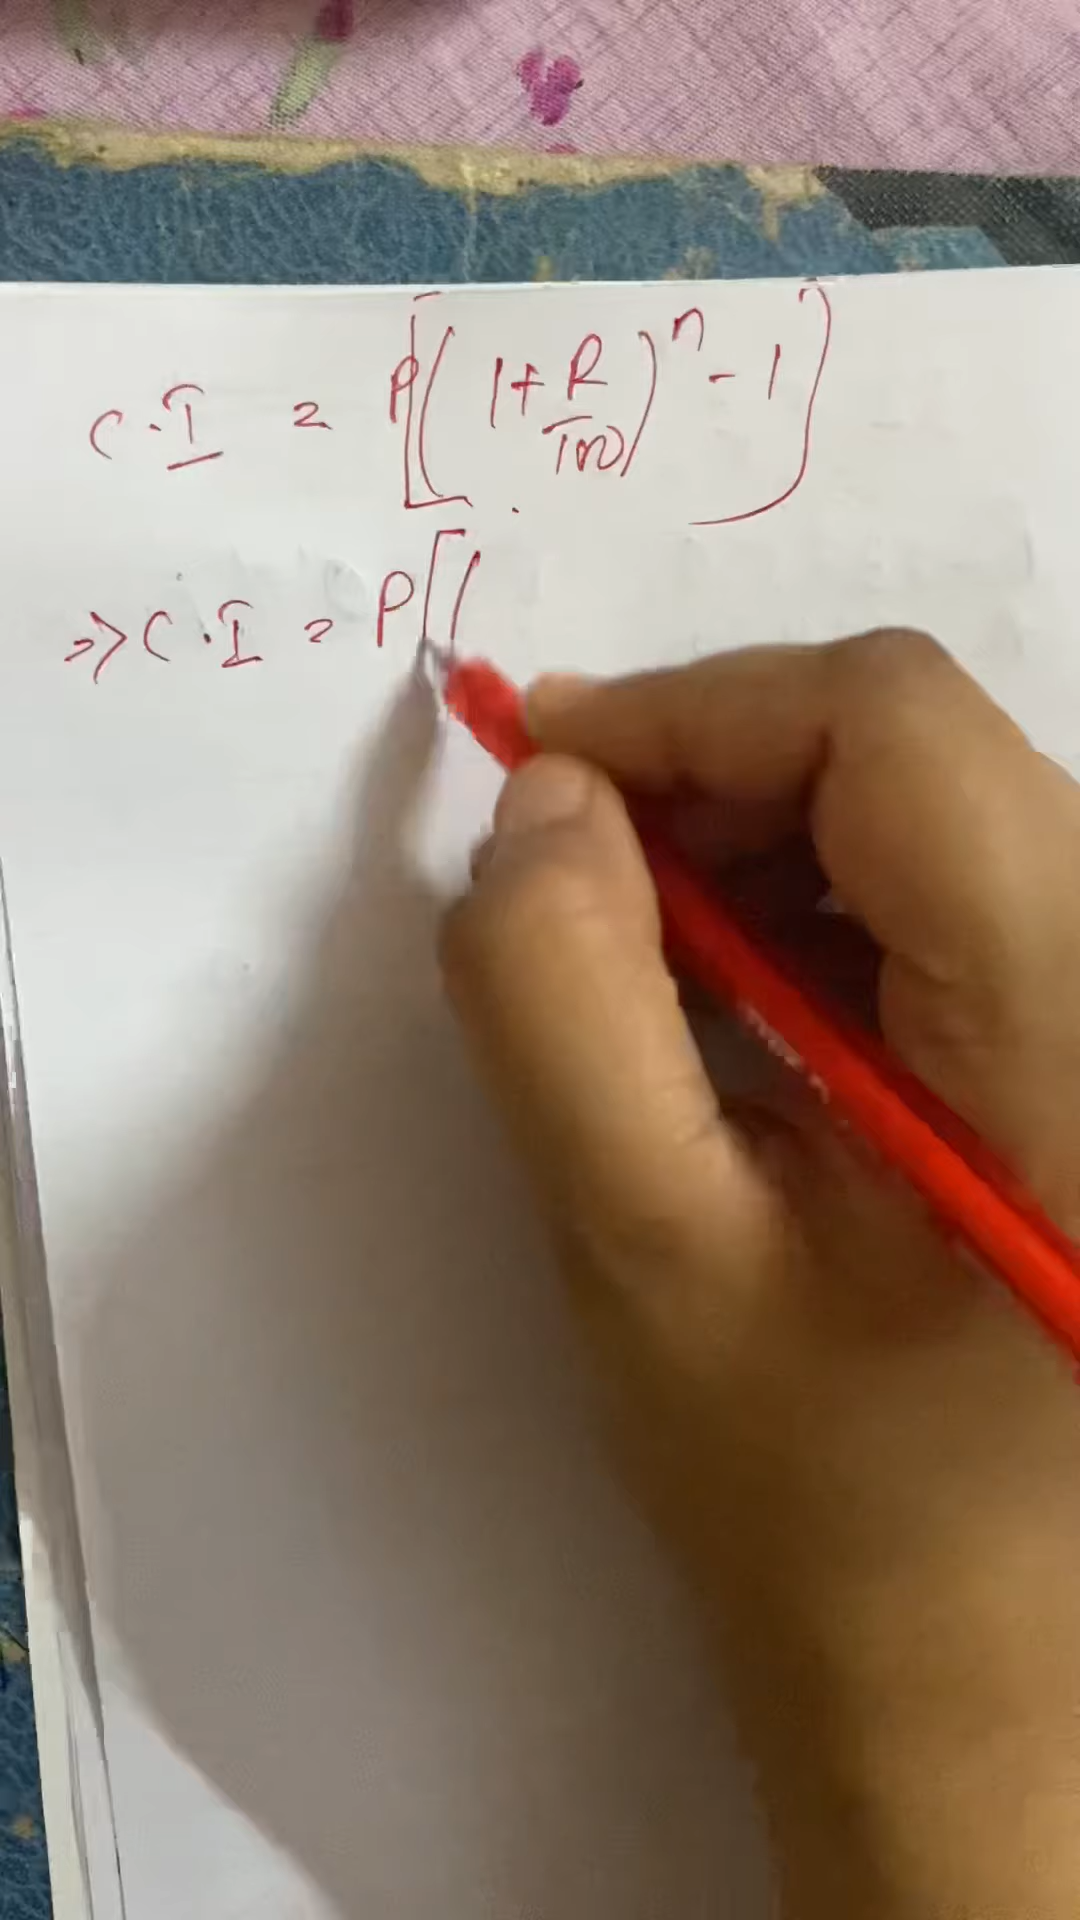 C.I = P[(1+R/100)^n - 1]
⇒ C.I = P[(